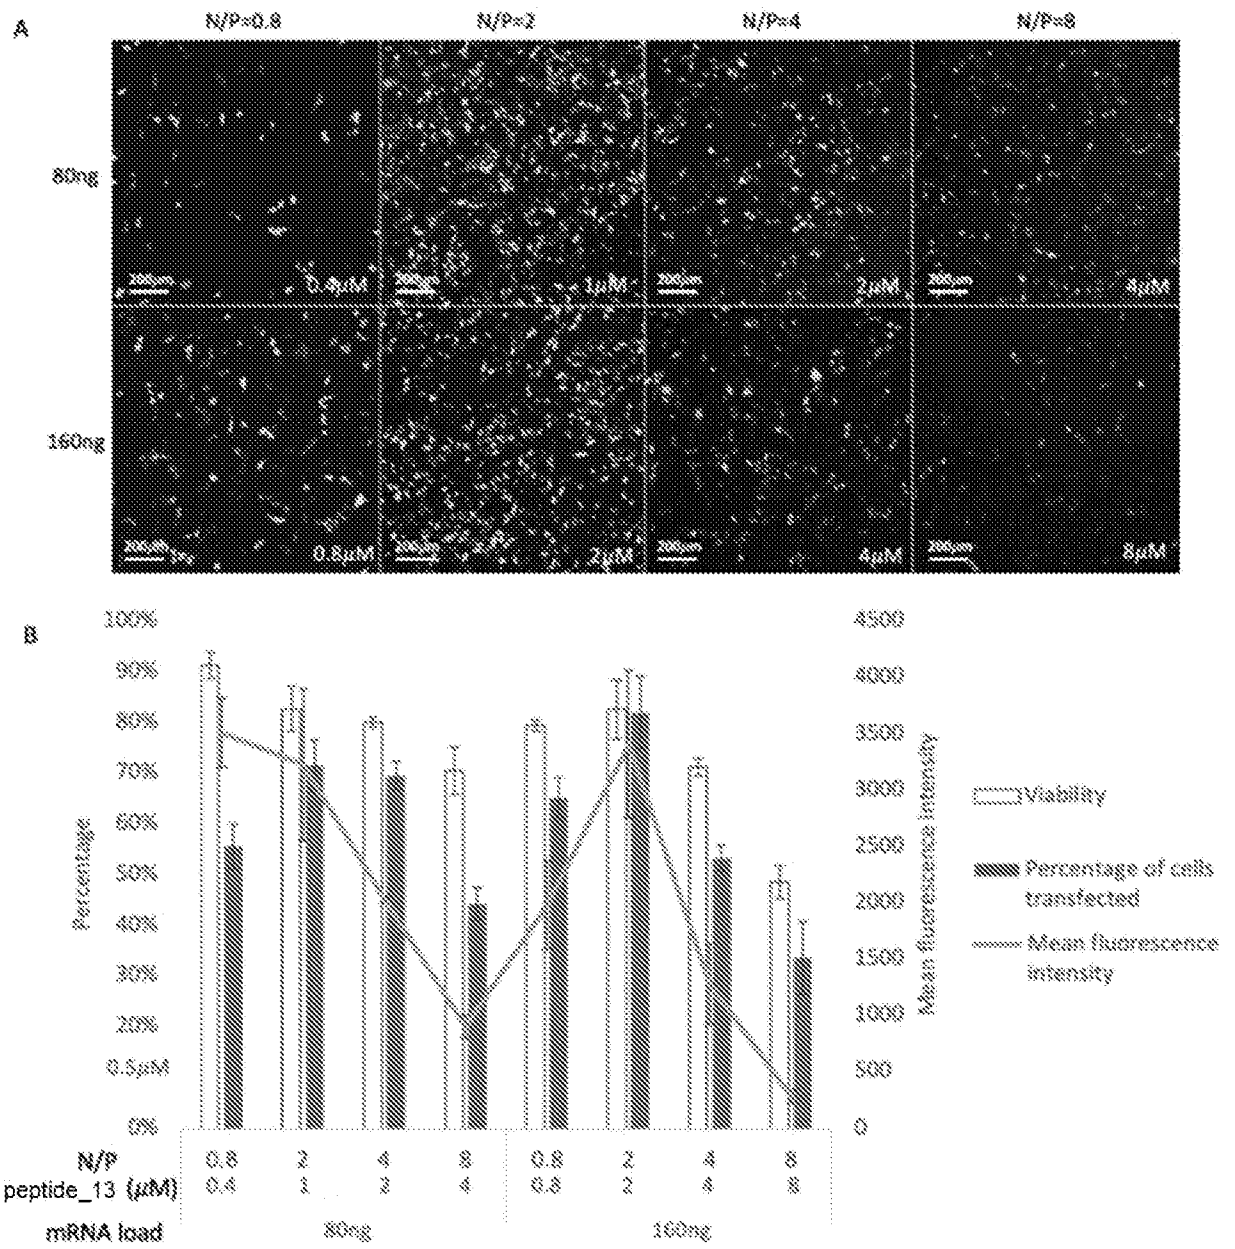 A
N/P=0.8 N/P=2 N/P=4 N/P=8
80ng
200μm 0.4μM 200μm 1μM 200μm 2μM 200μm 4μM
160ng
200μm 0.8μM 200μm 2μM 200μm 4μM 200μm 8μM
B
100%
90%
80%
70%
60%
50%
40%
30%
20%
0.5μM
0%
Percentage
4500
4000
3500
3000
2500
2000
1500
1000
500
0
Mean fluorescence intensity
Viability
Percentage of cells
transfected
Mean fluorescence
intensity
N/P 0.8 2 4 8 0.8 2 4 8
peptide_13 (μM) 0.4 1 2 4 0.8 2 4 8
mRNA load 80ng 160ng